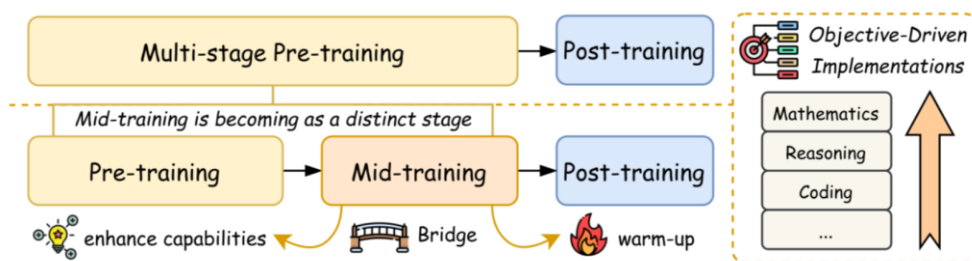 Multi-stage Pre-training
Post-training
Mid-training is becoming as a distinct stage
Pre-training
Mid-training
Post-training
enhance capabilities
Bridge
warm-up
Objective-Driven
Implementations
Mathematics
Reasoning
Coding
...